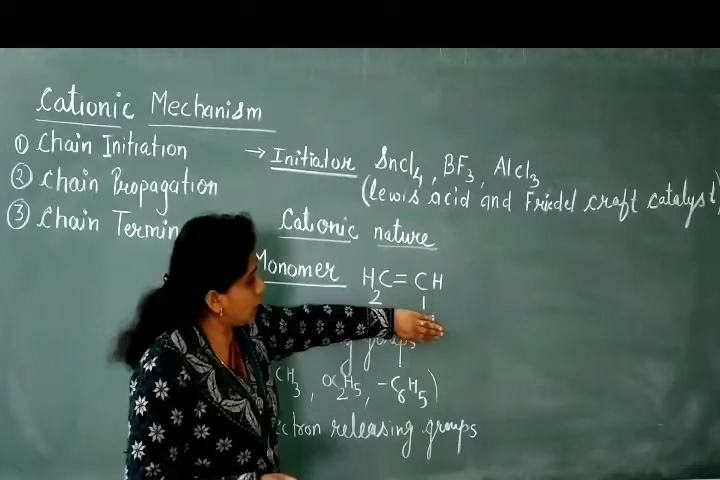 Cationic Mechanism
① Chain Initiation
→ Initiator SnCl4, BF3, AlCl3
② Chain Propagation
(Lewis acid and Friedel craft catalyst)
③ Chain Termin
Cationic nature
Monomer H2C=CH
groups
CH3, OC2H5, -C6H5)
ctron releasing groups